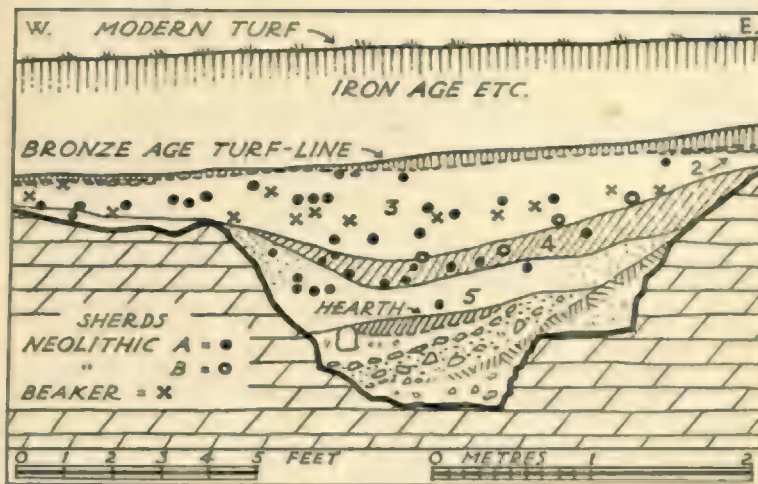 W. MODERN TURF E.
IRON AGE ETC.
BRONZE AGE TURF-LINE
2
3
4
5
HEARTH
SHERDS
NEOLITHIC A = ●
" B = o
BEAKER = x
0 1 2 3 4 5 FEET 0 METRES 1 2